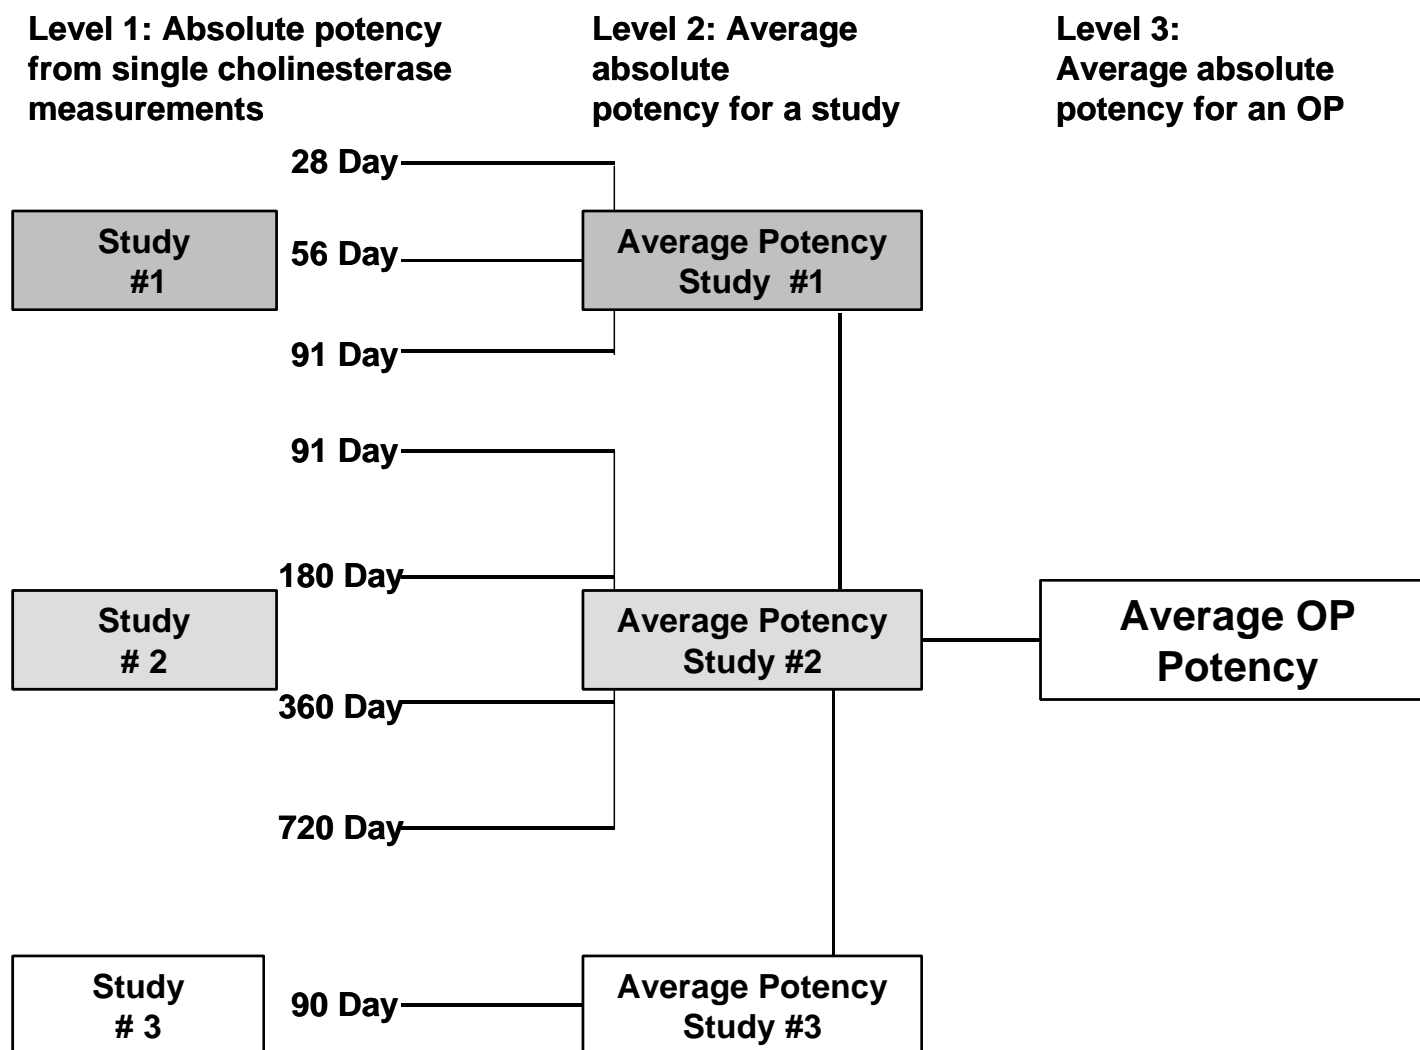 Level 1: Absolute potency
from single cholinesterase
measurements
Level 2: Average
absolute
potency for a study
Level 3:
Average absolute
potency for an OP
28 Day
Study
#1
56 Day
Average Potency
Study #1
91 Day
91 Day
180 Day
Study
# 2
Average Potency
Study #2
Average OP
Potency
360 Day
720 Day
Study
# 3
90 Day
Average Potency
Study #3